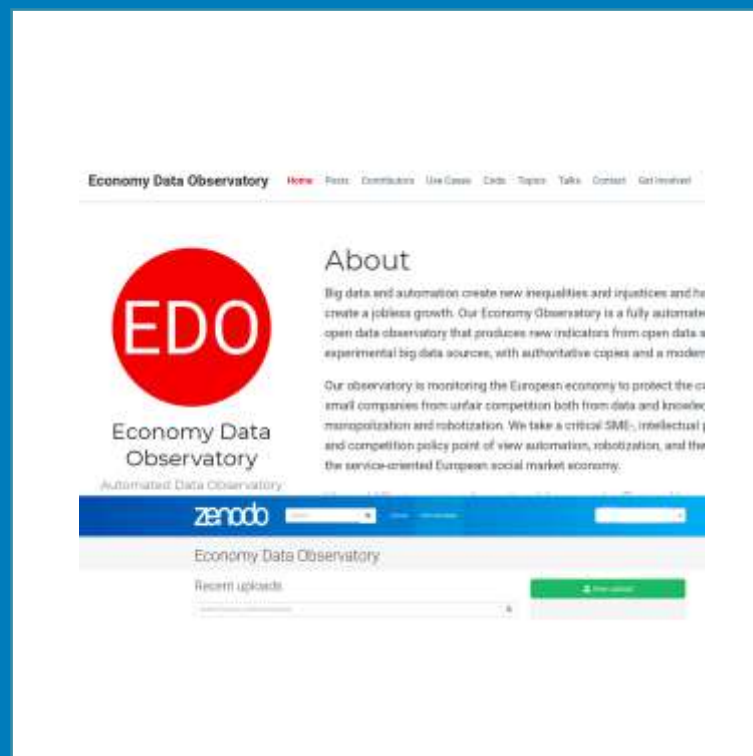 Economy Data Observatory Home Posts Contributors Use Cases Code Topics Talks Contact Get Involved
EDO
Economy Data
Observatory
Automated Data Observatory
About
Big data and automation create new inequalities and injustices and ha
create a jobless growth. Our Economy Observatory is a fully automate
open data observatory that produces new indicators from open data a
experimental big data sources, with authoritative copies and a modern
Our observatory is monitoring the European economy to protect the c
small companies from unfair competition both from data and knowled
monopolization and robotization. We take a critical SME-, intellectual p
and competition policy point of view automation, robotization, and the
the service-oriented European social market economy.
zenodo
Economy Data Observatory
Recent uploads